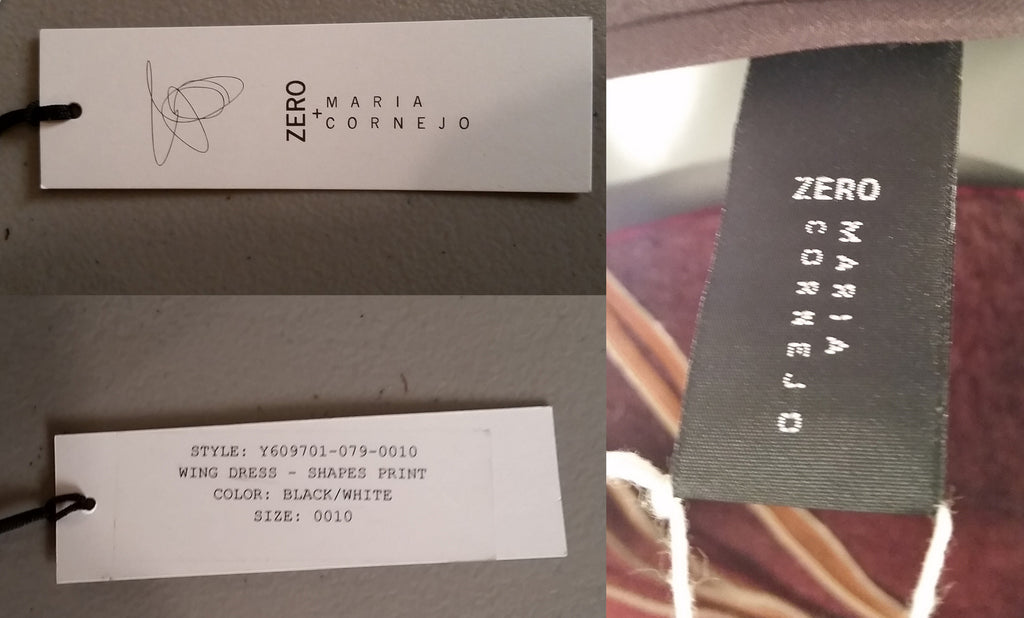 ZERO
+MARIA
CORNEJO
STYLE: Y609701-079-0010
WING DRESS - SHAPES PRINT
COLOR: BLACK/WHITE
SIZE: 0010
ZERO
MARIA
CORNEJO